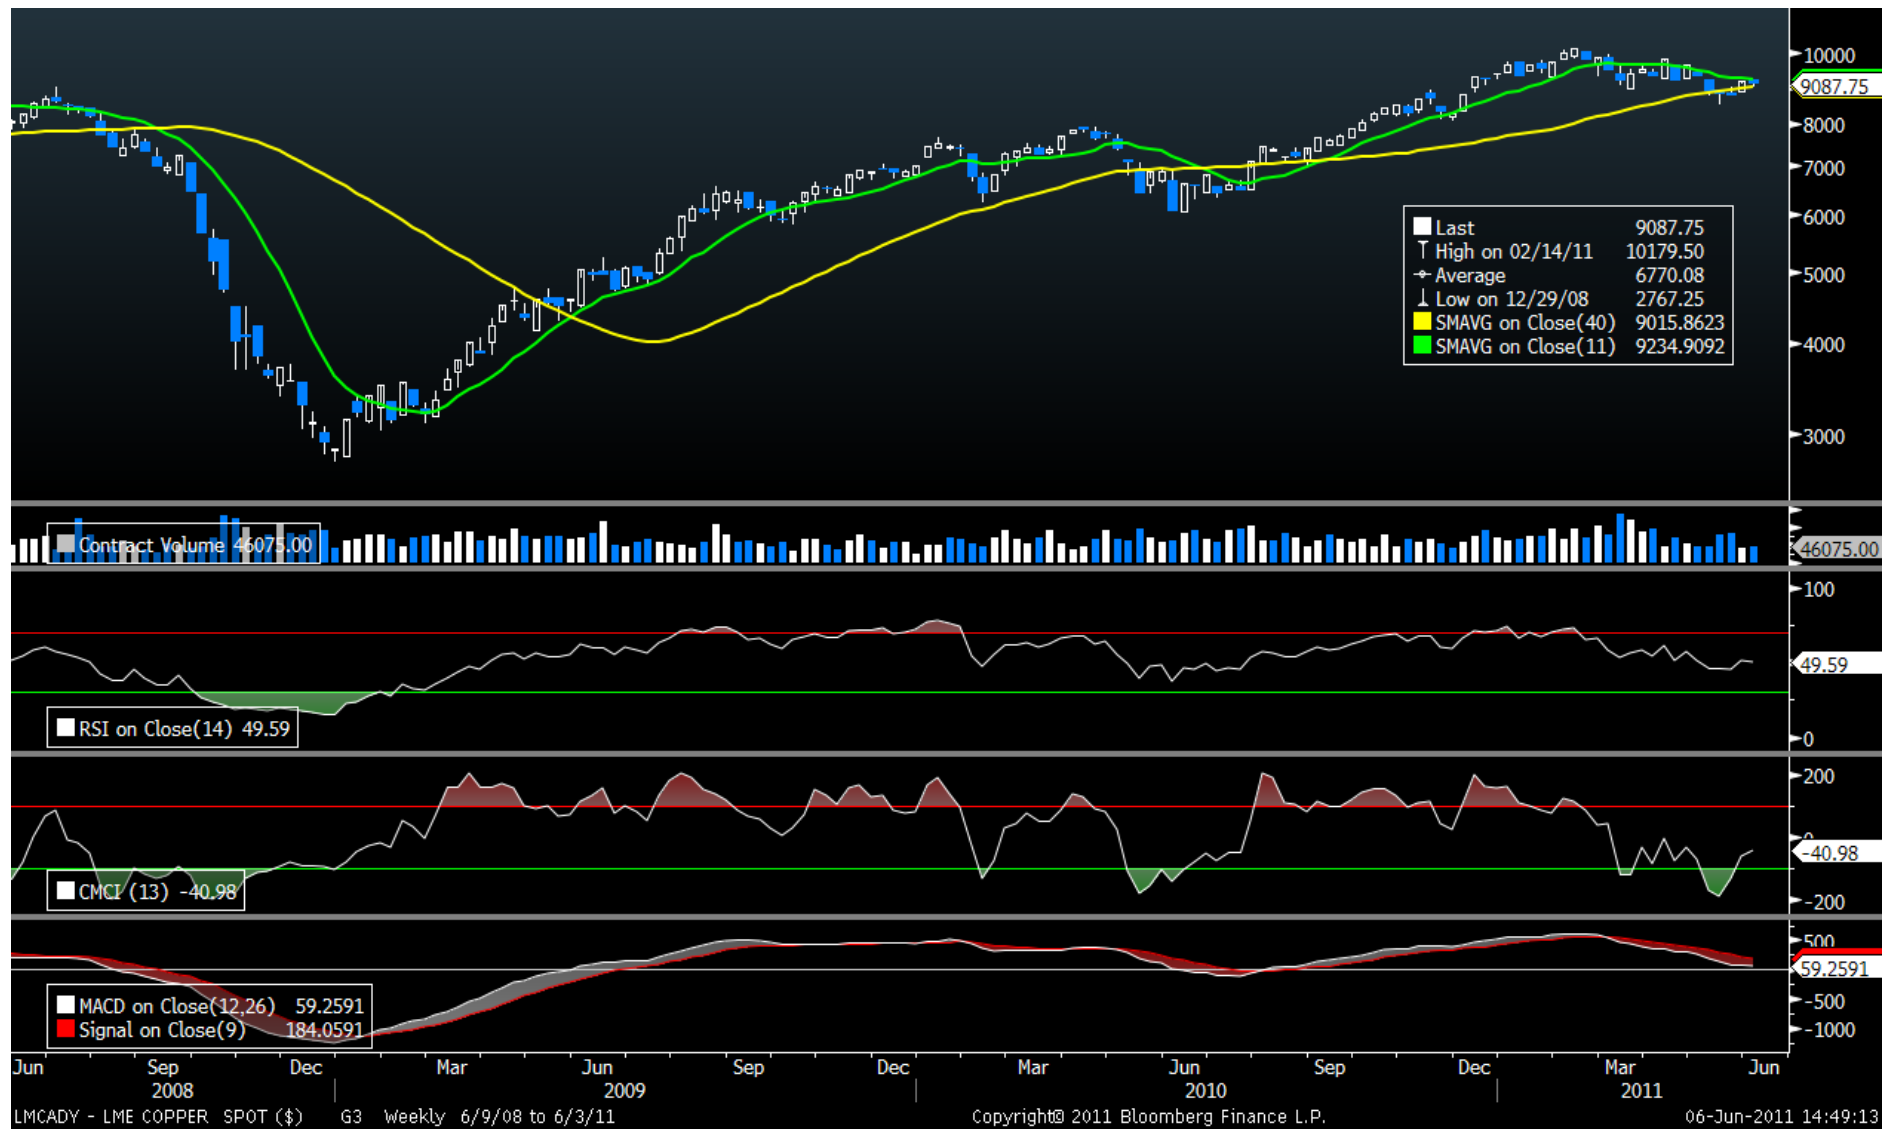 10000
9087.75
8000
7000
6000
5000
4000
3000
Last 9087.75
High on 02/14/11 10179.50
Average 6770.08
Low on 12/29/08 2767.25
SMAVG on Close(40) 9015.8623
SMAVG on Close(11) 9234.9092
Contract Volume 46075.00
46075.00
100
49.59
0
RSI on Close(14) 49.59
200
0
-40.98
-200
CMCI (13) -40.98
500
59.2591
-500
-1000
MACD on Close(12,26) 59.2591
Signal on Close(9) 184.0591
Jun Sep Dec Mar Jun Sep Dec Mar Jun Sep Dec Mar Jun
2008 2009 2010 2011
LMCADY - LME COPPER SPOT ($) G3 Weekly 6/9/08 to 6/3/11 Copyright© 2011 Bloomberg Finance L.P. 06-Jun-2011 14:49:13